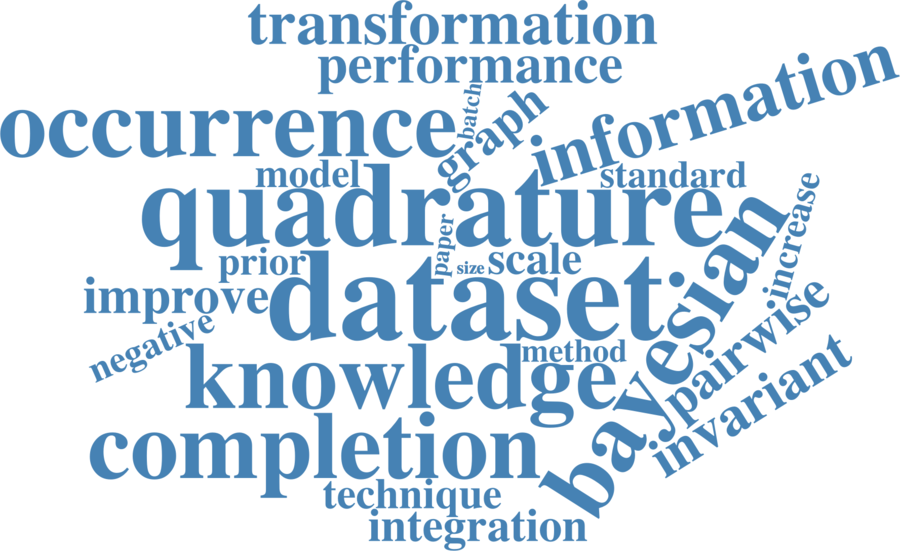 transformation
performance
batch
graph
information
occurrence
model
standard
quadrature
increase
paper
prior
size
scale
bayesian
improve
dataset
pairwise
negative
method
knowledge
invariant
completion
technique
integration